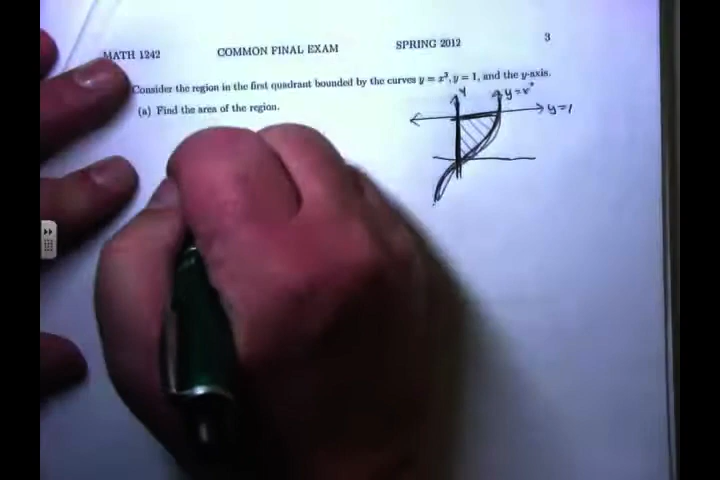 MATH 1242 COMMON FINAL EXAM SPRING 2012 3
Consider the region in the first quadrant bounded by the curves y = x³, y = 1, and the y-axis.
(a) Find the area of the region.
y
y=x³
y=1